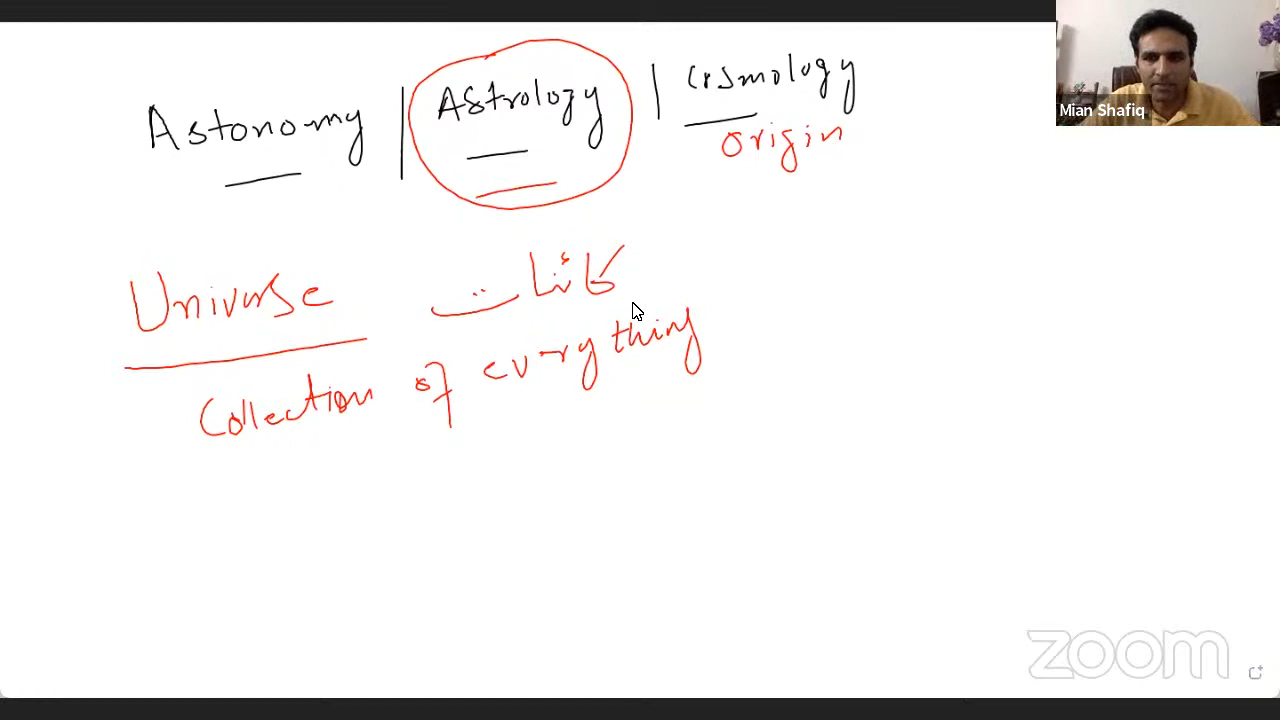 Astonomy | Astrology | Cosmology
origin
Universe کائنات
Collection of everything
Mian Shafiq
zoom